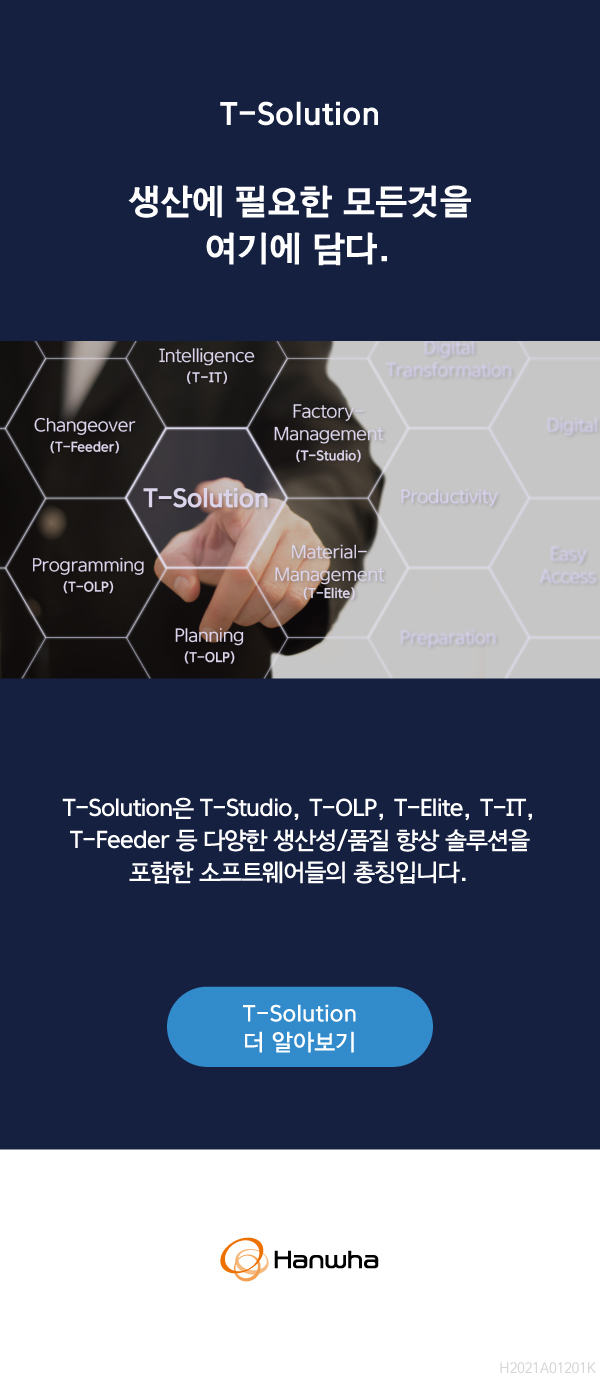 T-Solution
생산에 필요한 모든것을
여기에 담다.
Intelligence
(T-IT)
Digital
Transformation
Changeover
(T-Feeder)
Factory-
Management
(T-Studio)
Digital
T-Solution
Productivity
Programming
(T-OLP)
Material-
Management
(T-Elite)
Easy
Access
Planning
(T-OLP)
Preparation
T-Solution은 T-Studio, T-OLP, T-Elite, T-IT,
T-Feeder 등 다양한 생산성/품질 향상 솔루션을
포함한 소프트웨어들의 총칭입니다.
T-Solution
더 알아보기
Hanwha
H2021A01201K